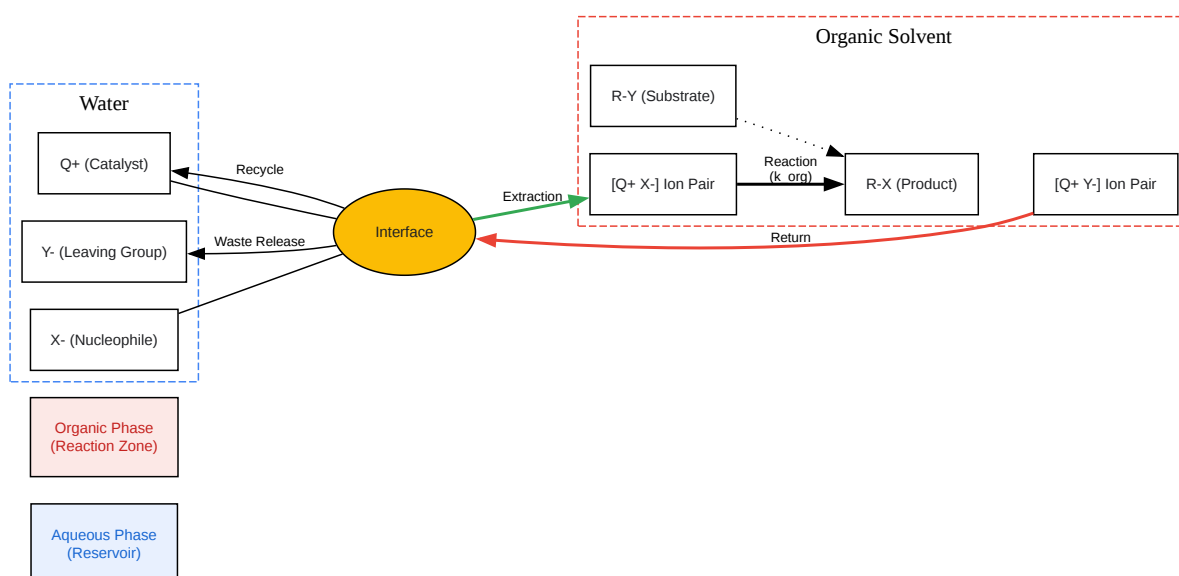 Organic Solvent
R-Y (Substrate)
Water
Q+ (Catalyst)
Recycle
Reaction
(k_org)
[Q+ X-] Ion Pair
R-X (Product)
[Q+ Y-] Ion Pair
Extraction
Interface
Waste Release
Return
Y- (Leaving Group)
X- (Nucleophile)
Organic Phase
(Reaction Zone)
Aqueous Phase
(Reservoir)